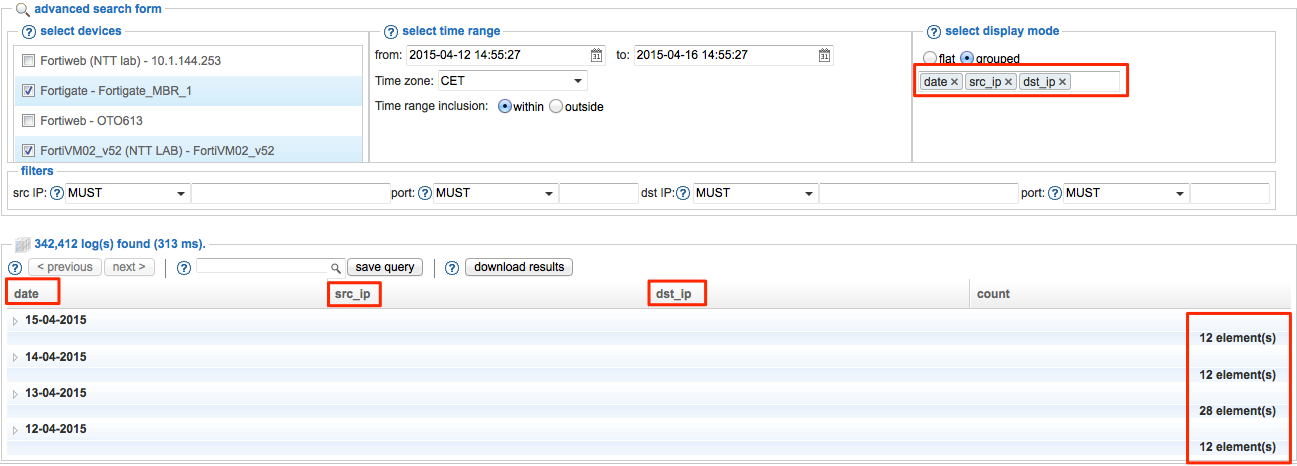 advanced search form
? select devices
Fortiweb (NTT lab) - 10.1.144.253
Fortigate - Fortigate_MBR_1
Fortiweb - OTO613
FortiVM02_v52 (NTT LAB) - FortiVM02_v52
? select time range
from: 2015-04-12 14:55:27 to: 2015-04-16 14:55:27
Time zone: CET
Time range inclusion: within outside
? select display mode
flat grouped
date × src_ip × dst_ip ×
filters
src IP: ? MUST port: ? MUST dst IP: ? MUST port: ? MUST
342,412 log(s) found (313 ms).
? < previous next > ? save query ? download results
date src_ip dst_ip count
15-04-2015
12 element(s)
14-04-2015
12 element(s)
13-04-2015
28 element(s)
12-04-2015
12 element(s)